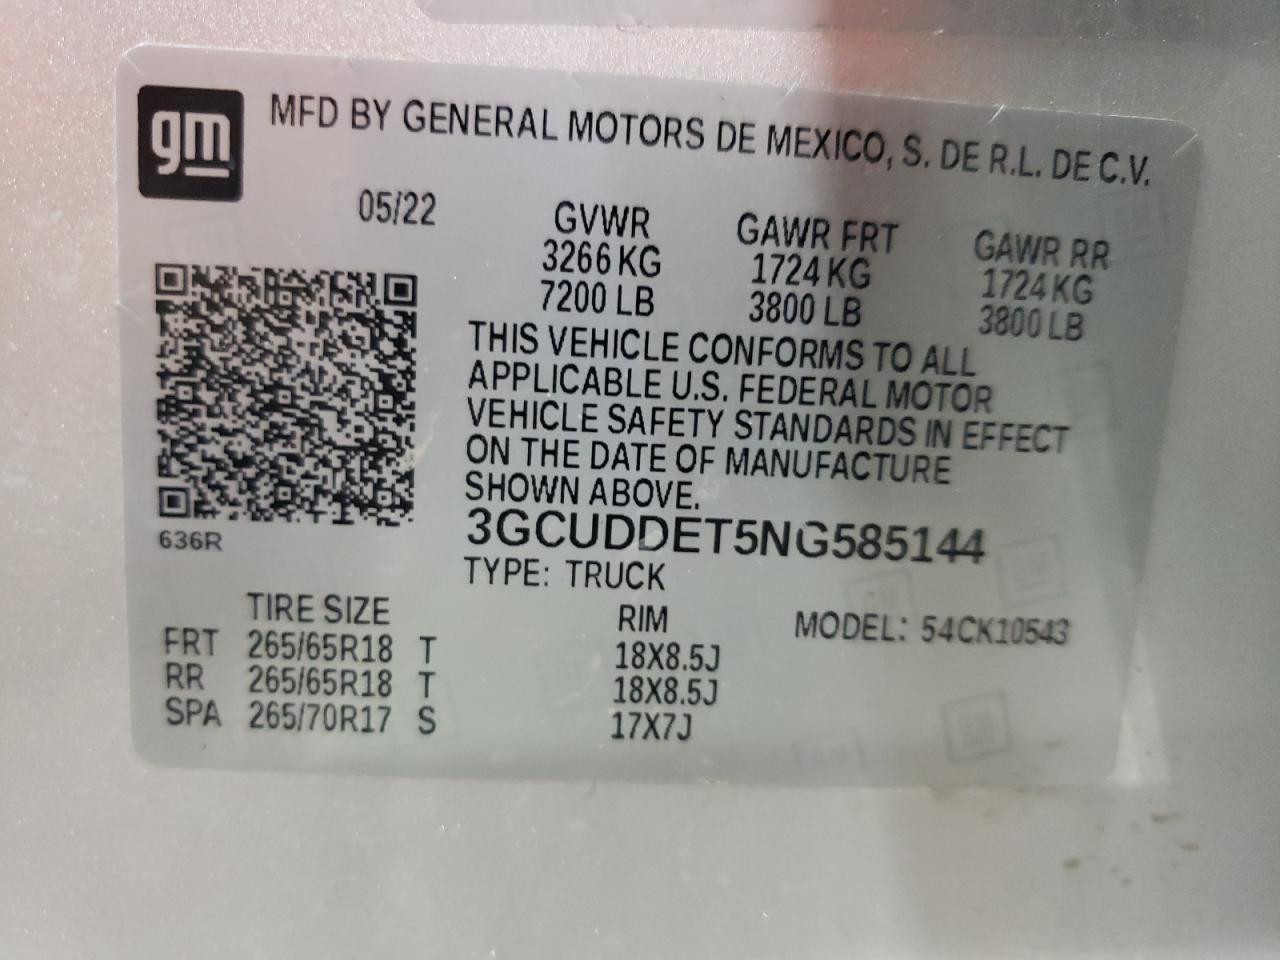 gm
MFD BY GENERAL MOTORS DE MEXICO, S. DE R.L. DE C.V.
05/22
GVWR GAWR FRT GAWR RR
3266 KG 1724 KG 1724 KG
7200 LB 3800 LB 3800 LB
THIS VEHICLE CONFORMS TO ALL
APPLICABLE U.S. FEDERAL MOTOR
VEHICLE SAFETY STANDARDS IN EFFECT
ON THE DATE OF MANUFACTURE
SHOWN ABOVE.
3GCUDDET5NG585144
636R
TYPE: TRUCK
TIRE SIZE RIM MODEL: 54CK10543
FRT 265/65R18 T 18X8.5J
RR 265/65R18 T 18X8.5J
SPA 265/70R17 S 17X7J